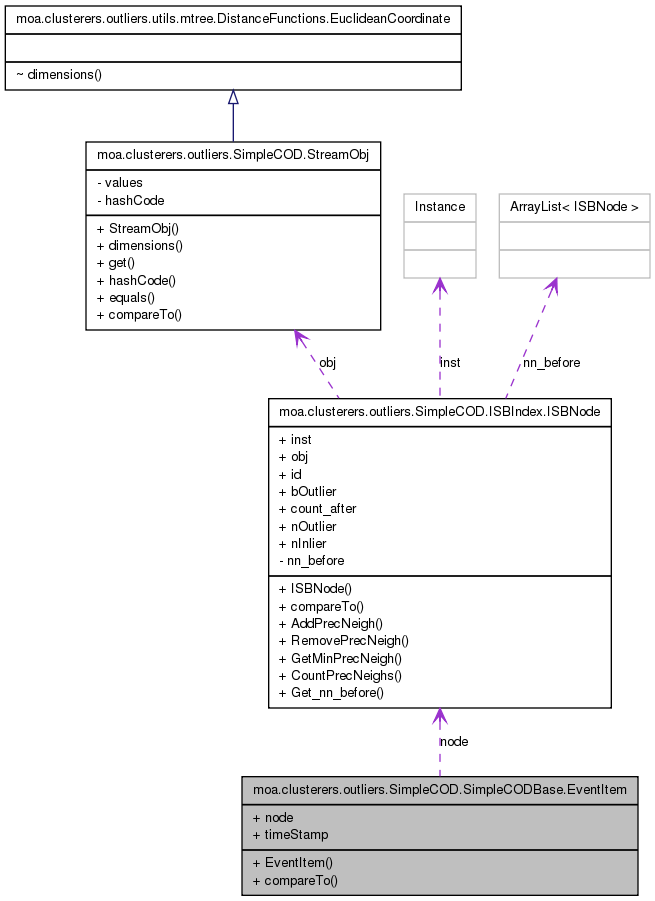 moa.clusterers.outliers.utils.mtree.DistanceFunctions.EuclideanCoordinate
~ dimensions()
moa.clusterers.outliers.SimpleCOD.StreamObj
- values
- hashCode
+ StreamObj()
+ dimensions()
+ get()
+ hashCode()
+ equals()
+ compareTo()
Instance
ArrayList< ISBNode >
obj
inst
nn_before
moa.clusterers.outliers.SimpleCOD.ISBIndex.ISBNode
+ inst
+ obj
+ id
+ bOutlier
+ count_after
+ nOutlier
+ nInlier
- nn_before
+ ISBNode()
+ compareTo()
+ AddPrecNeigh()
+ RemovePrecNeigh()
+ GetMinPrecNeigh()
+ CountPrecNeighs()
+ Get_nn_before()
node
moa.clusterers.outliers.SimpleCOD.SimpleCODBase.EventItem
+ node
+ timeStamp
+ EventItem()
+ compareTo()